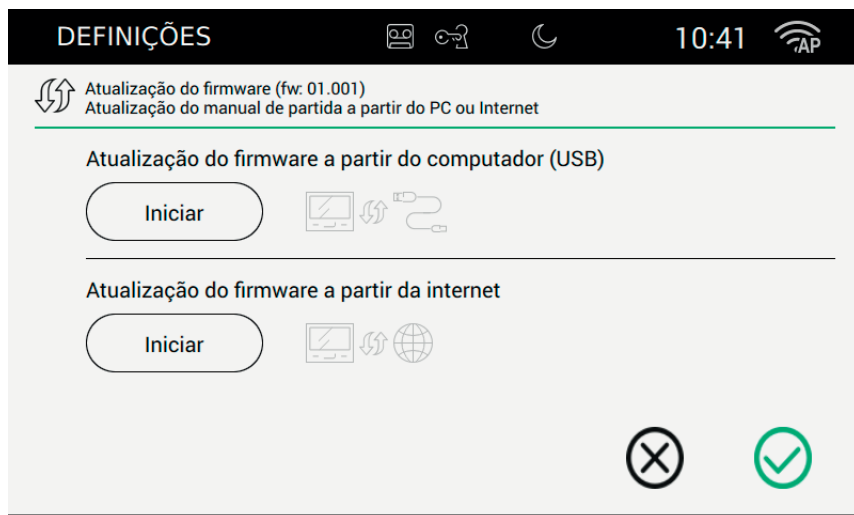 DEFINIÇÕES 10:41 AP
Atualização do firmware (fw: 01.001)
Atualização do manual de partida a partir do PC ou Internet
Atualização do firmware a partir do computador (USB)
Iniciar
Atualização do firmware a partir da internet
Iniciar